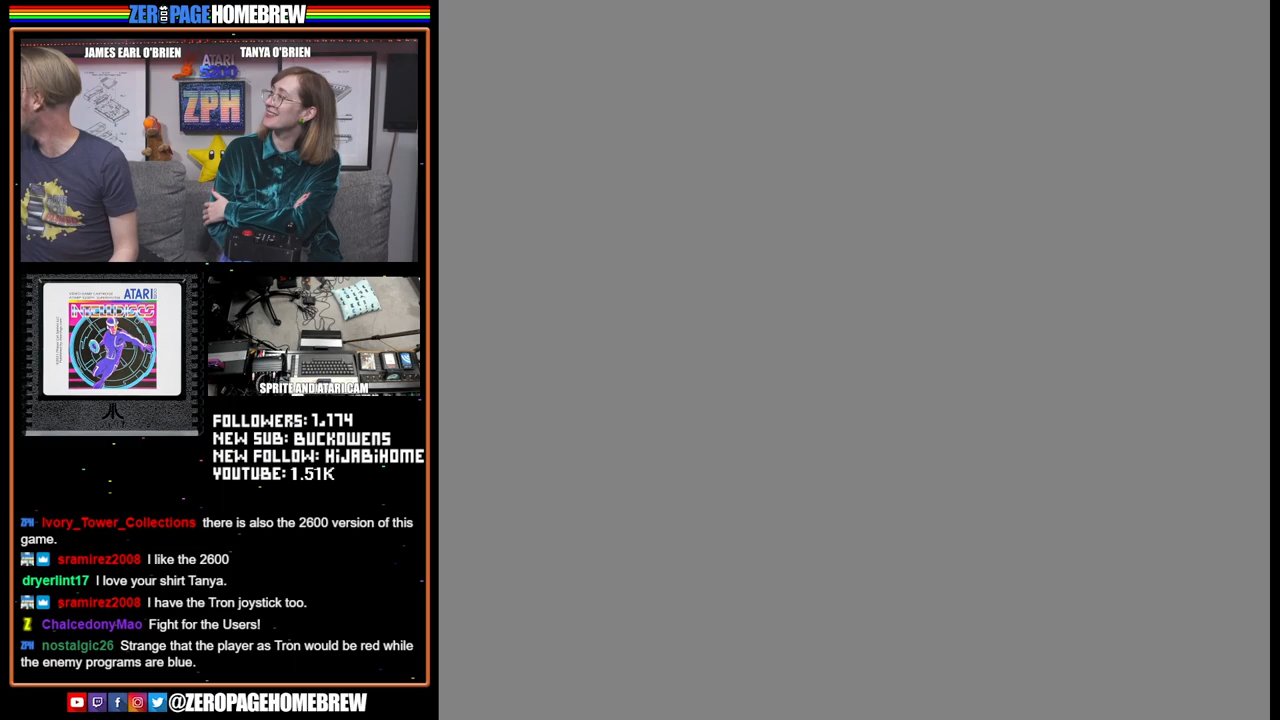 ZERO PAGE HOMEBREW
JAMES EARL O'BRIEN
TANYA O'BRIEN
ATARI
5200
ZPH
ATARI
INTELLIDISCS
SPRITE AND ATARI CAM
FOLLOWERS: 1,174
NEW SUB: BUCKOWENS
NEW FOLLOW: HIJABIHOME
YOUTUBE: 1.51K
ZPH Ivory_Tower_Collections there is also the 2600 version of this
game.
sramirez2008 I like the 2600
dryerlint17 I love your shirt Tanya.
sramirez2008 I have the Tron joystick too.
Z ChalcedonyMao Fight for the Users!
ZPH nostalgic26 Strange that the player as Tron would be red while
the enemy programs are blue.
@ZEROPAGEHOMEBREW